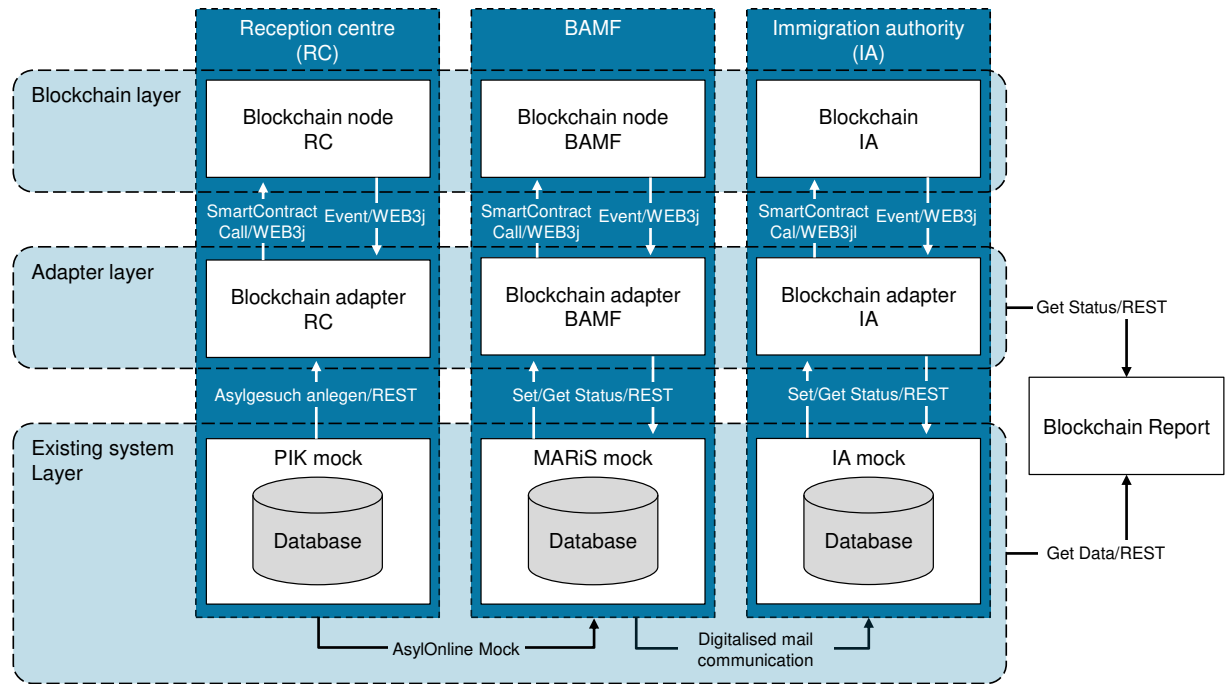 Reception centre
(RC)
BAMF
Immigration authority
(IA)
Blockchain layer
Blockchain node
RC
Blockchain node
BAMF
Blockchain
IA
SmartContract
Call/WEB3j
Event/WEB3j
SmartContract
Call/WEB3j
Event/WEB3j
SmartContract
Cal/WEB3jl
Event/WEB3j
Adapter layer
Blockchain adapter
RC
Blockchain adapter
BAMF
Blockchain adapter
IA
Get Status/REST
Asylgesuch anlegen/REST
Set/Get Status/REST
Set/Get Status/REST
Blockchain Report
Existing system
Layer
PIK mock
Database
MARiS mock
Database
IA mock
Database
Get Data/REST
AsylOnline Mock
Digitalised mail
communication